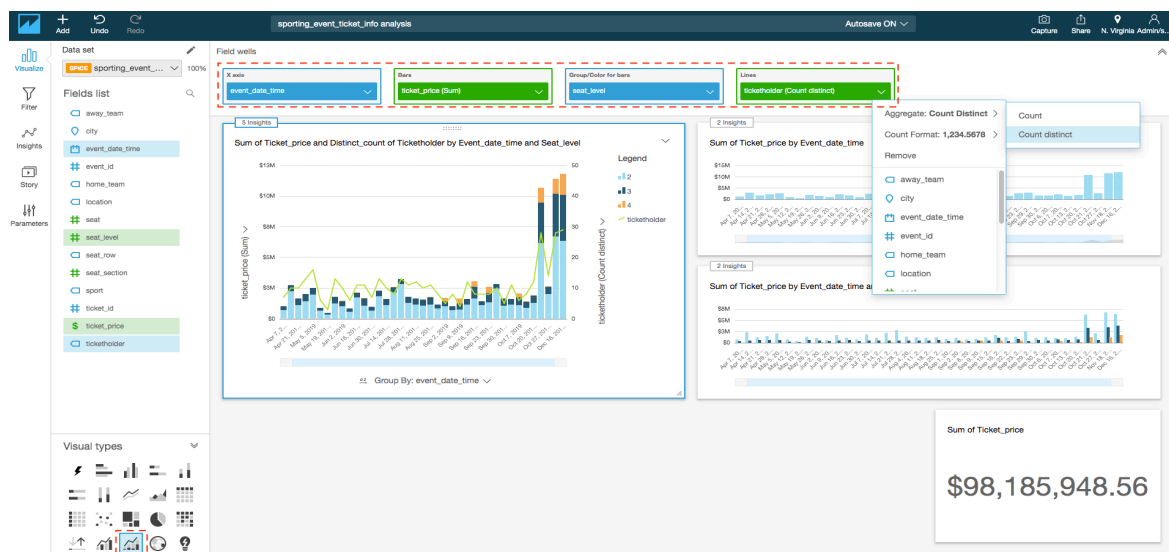 Add
Undo
Redo
sporting_event_ticket_info analysis
Autosave ON
Capture
Share
N. Virginia
Admin/s...
Visualize
Filter
Insights
Story
Parameters
Data set
SPICE sporting_event_... 100%
Fields list
away_team
city
event_date_time
event_id
home_team
location
seat
seat_level
seat_row
seat_section
sport
ticket_id
ticket_price
ticketholder
Visual types
Field wells
X axis
event_date_time
Bars
ticket_price (Sum)
Group/Color for bars
seat_level
Lines
ticketholder (Count distinct)
Aggregate: Count Distinct
Count Format: 1,234.5678
Remove
away_team
city
event_date_time
event_id
home_team
location
Count
Count distinct
5 Insights
Sum of Ticket_price and Distinct_count of Ticketholder by Event_date_time and Seat_level
Legend
2
3
4
ticketholder
ticket_price (Sum)
$15M
$10M
$8M
$5M
$3M
$0
50
40
30
20
10
0
ticketholder (Count distinct)
Group By: event_date_time
2 Insights
Sum of Ticket_price by Event_date_time
$15M
$10M
$5M
$0
2 Insights
Sum of Ticket_price by Event_date_time a
$8M
$5M
$3M
$0
Sum of Ticket_price
$98,185,948.56